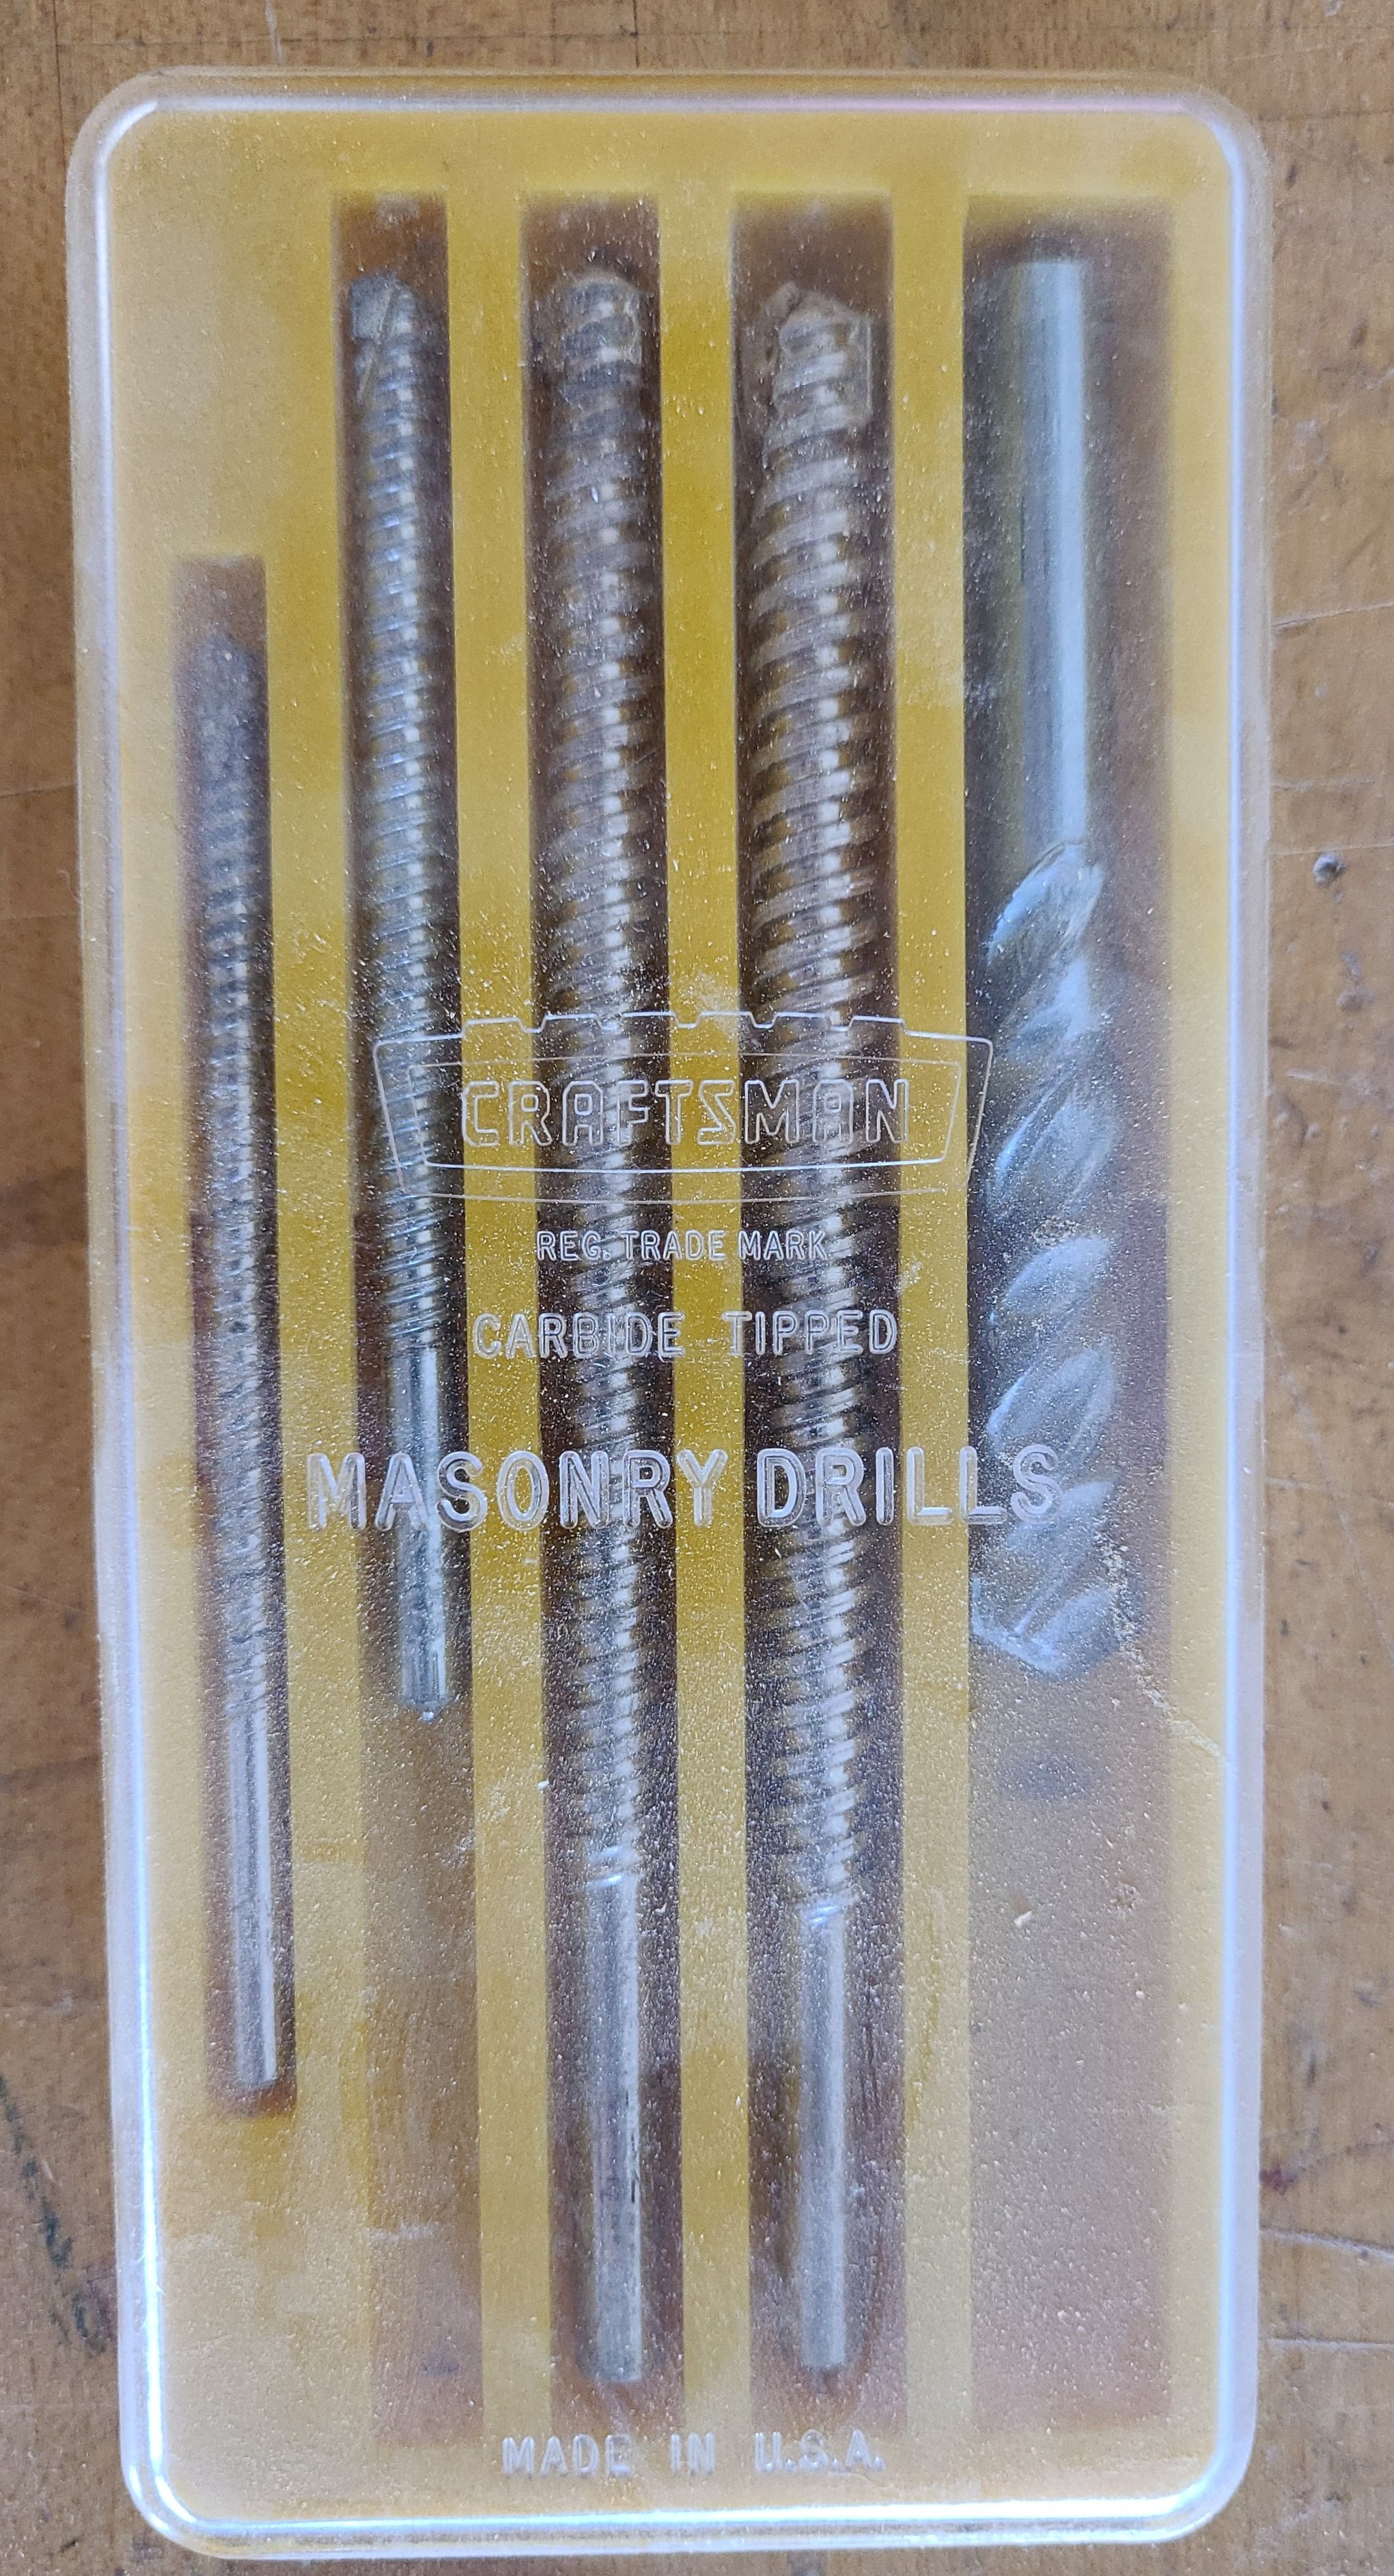 CRAFTSMAN
REG. TRADE MARK
CARBIDE TIPPED
MASONRY DRILLS
MADE IN U.S.A.